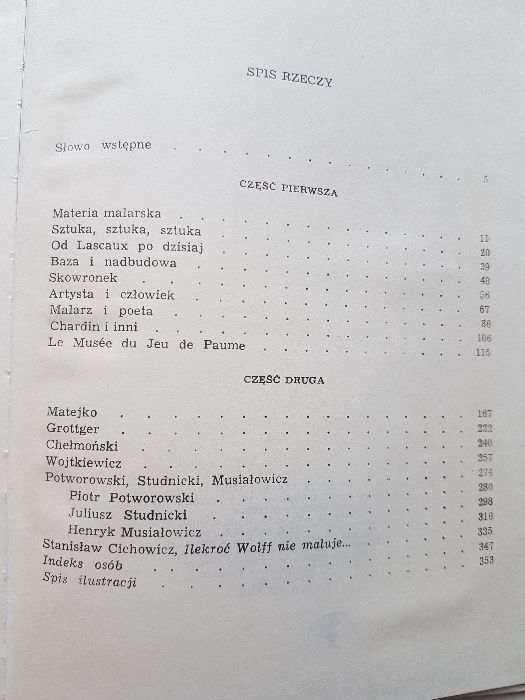 SPIS RZECZY
Słowo wstępne . . . . . . . . . . . . . 5
CZĘŚĆ PIERWSZA
Materia malarska . . . . . . . . . . . . 11
Sztuka, sztuka, sztuka . . . . . . . . . . . 20
Od Lascaux po dzisiaj . . . . . . . . . . . 39
Baza i nadbudowa . . . . . . . . . . . . 48
Skowronek . . . . . . . . . . . . . . 56
Artysta i człowiek . . . . . . . . . . . . 67
Malarz i poeta . . . . . . . . . . . . . 86
Chardin i inni . . . . . . . . . . . . . 106
Le Musée du Jeu de Paume . . . . . . . . . 115
CZĘŚĆ DRUGA
Matejko . . . . . . . . . . . . . . 167
Grottger . . . . . . . . . . . . . . 222
Chełmoński . . . . . . . . . . . . . 240
Wojtkiewicz . . . . . . . . . . . . . 257
Potworowski, Studnicki, Musiałowicz . . . . . . . 274
Piotr Potworowski . . . . . . . . . . 280
Juliusz Studnicki . . . . . . . . . . 298
Henryk Musiałowicz . . . . . . . . . . 316
Stanisław Cichowicz, Ilekroć Wolff nie maluje... . . . . . 335
Indeks osób . . . . . . . . . . . . . 347
Spis ilustracji . . . . . . . . . . . . . 353